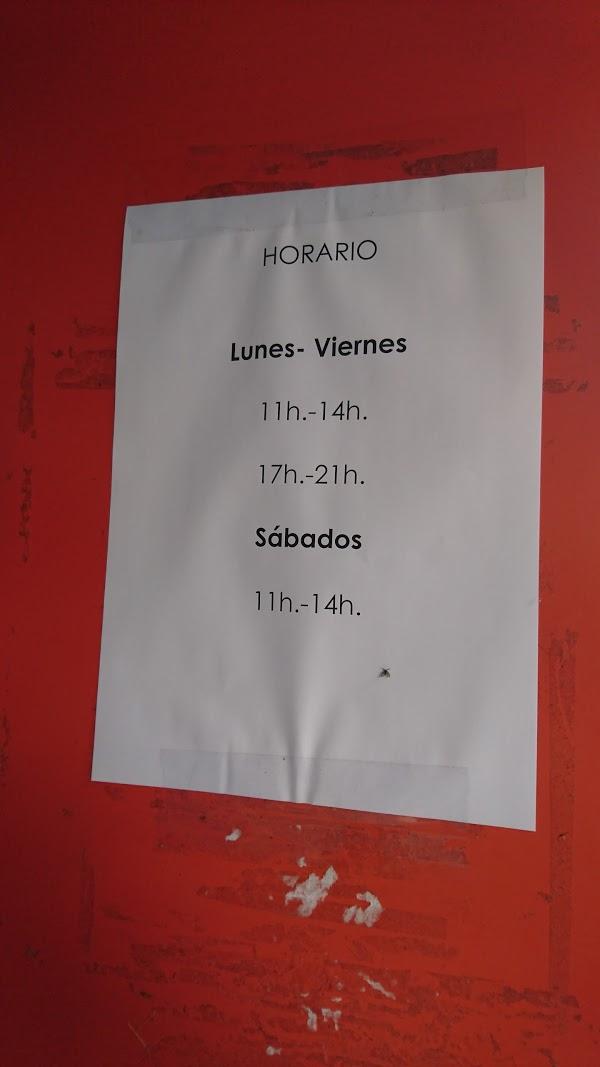 HORARIO
Lunes- Viernes
11h.-14h.
17h.-21h.
Sábados
11h.-14h.